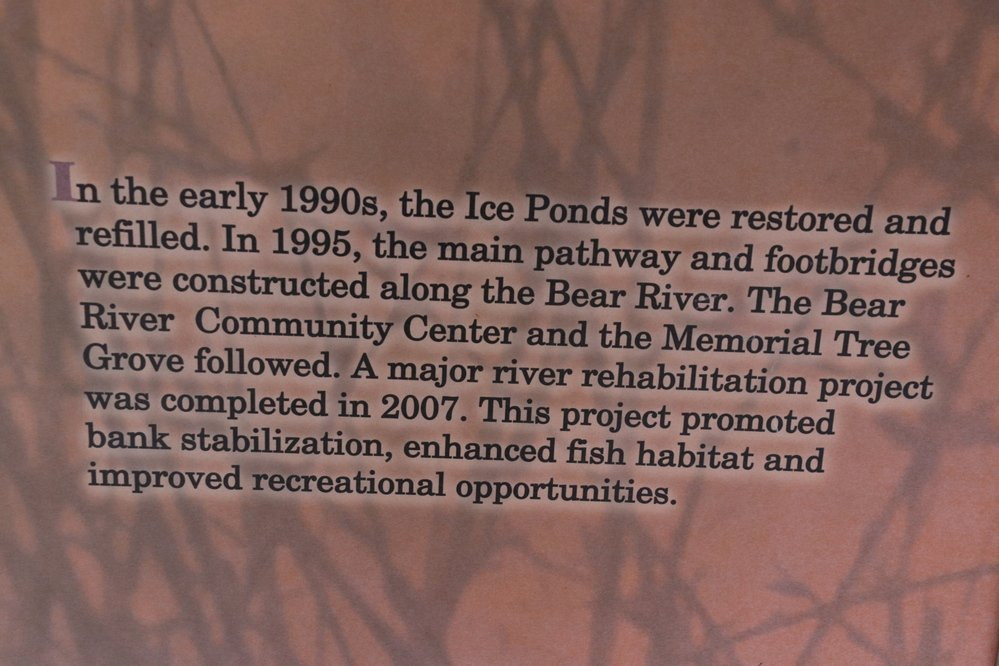 In the early 1990s, the Ice Ponds were restored and
refilled. In 1995, the main pathway and footbridges
were constructed along the Bear River. The Bear
River Community Center and the Memorial Tree
Grove followed. A major river rehabilitation project
was completed in 2007. This project promoted
bank stabilization, enhanced fish habitat and
improved recreational opportunities.